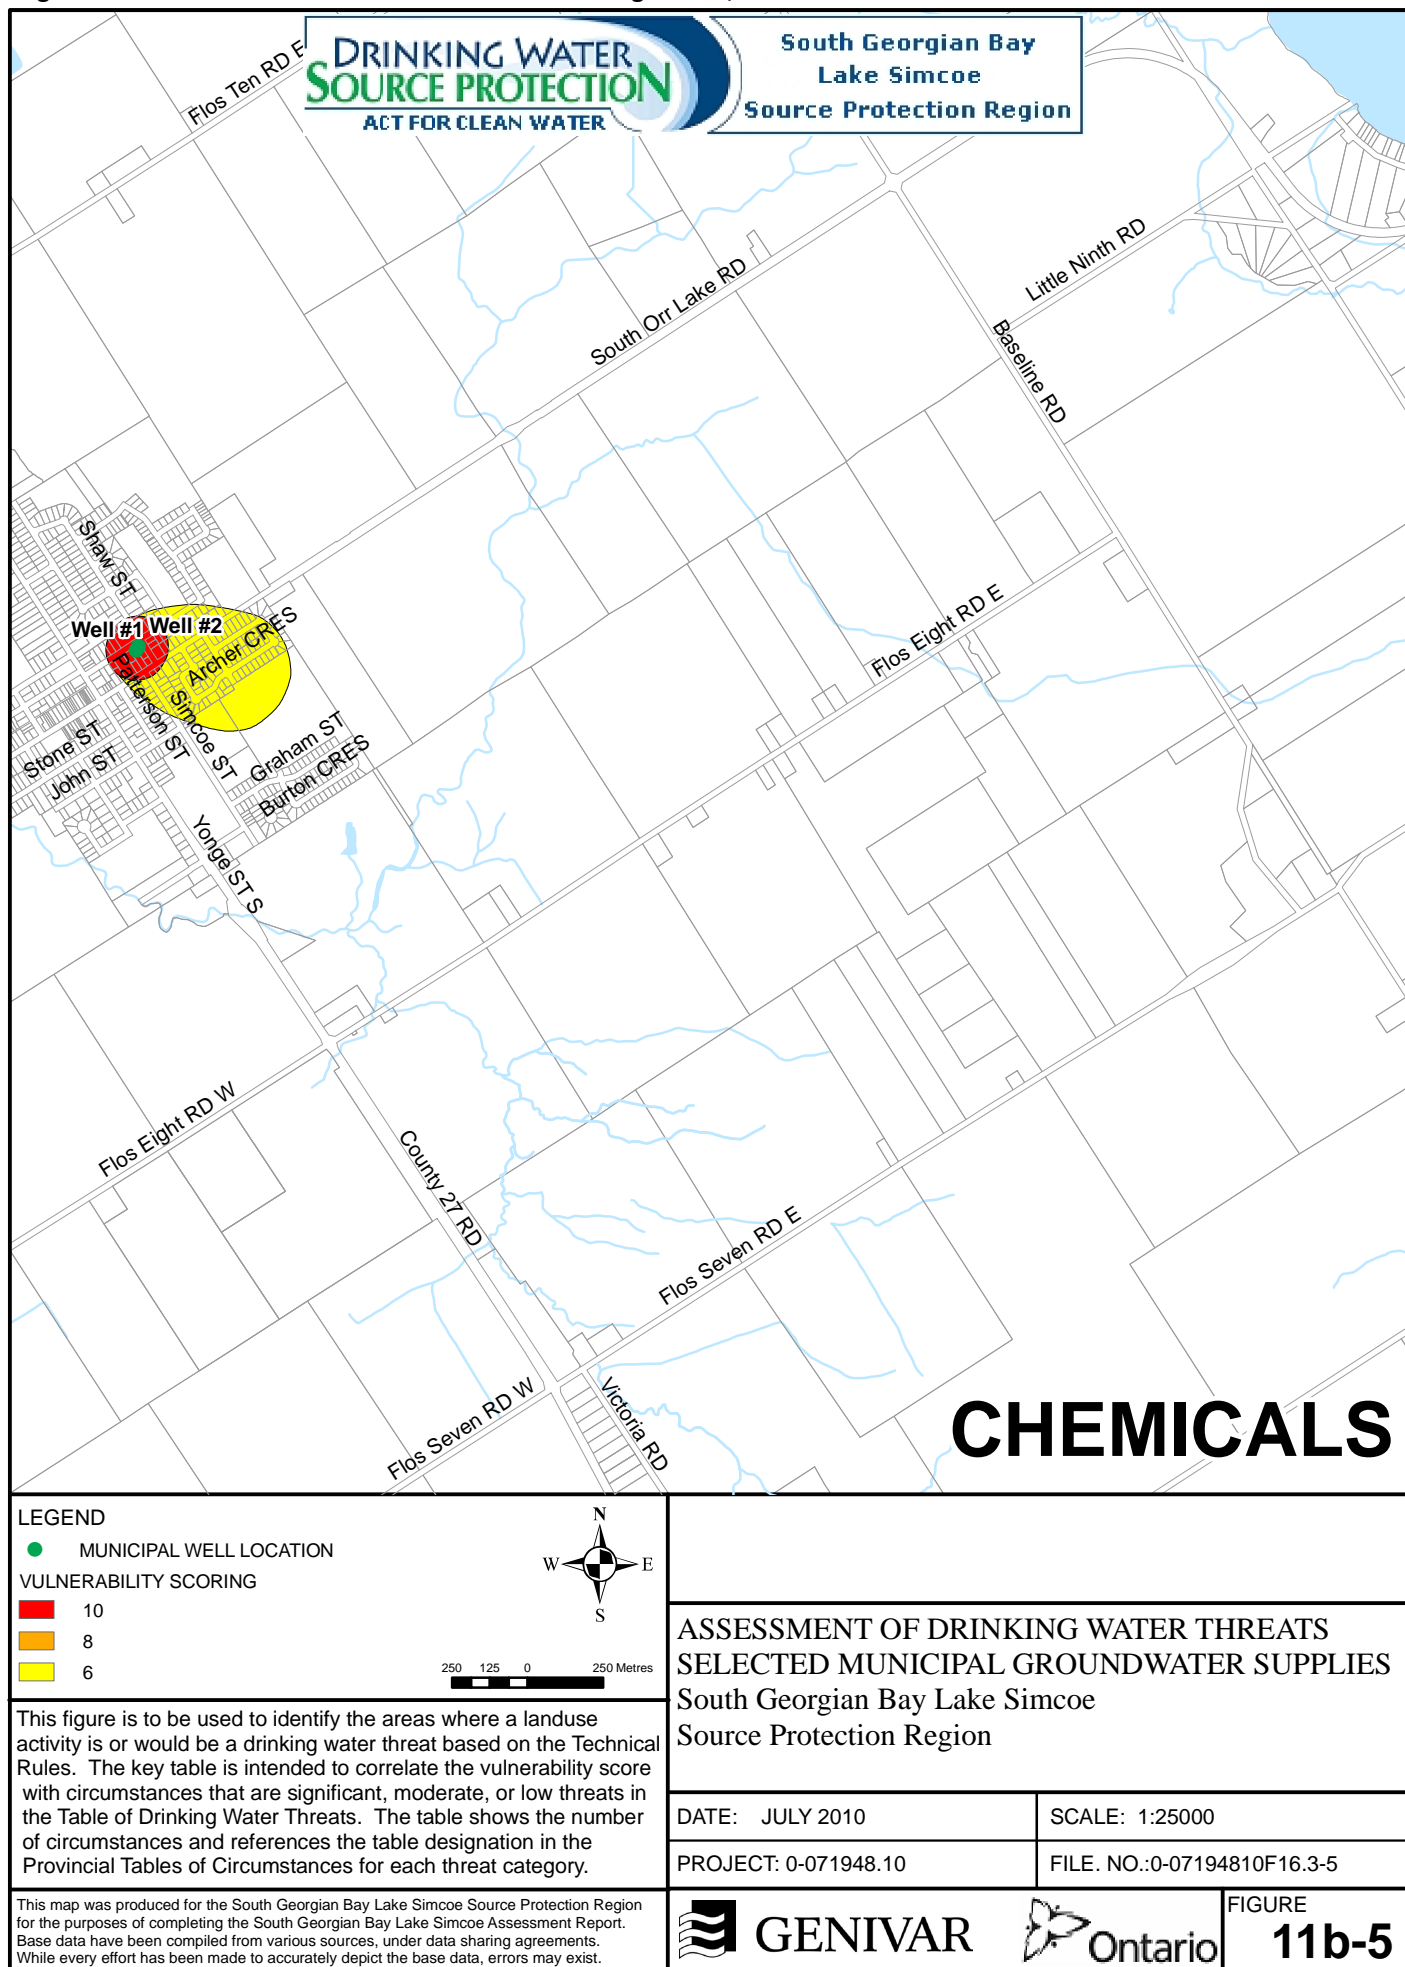 DRINKING WATER
SOURCE PROTECTION
ACT FOR CLEAN WATER
South Georgian Bay
Lake Simcoe
Source Protection Region
Flos Ten RD E
South Orr Lake RD
Little Ninth RD
Baseline RD
Shaw ST
Well #1
Well #2
Archer CRES
Patterson ST
Simcoe ST
Stone ST
John ST
Graham ST
Burton CRES
Yonge ST S
Flos Eight RD E
Flos Eight RD W
County 27 RD
Flos Seven RD E
Flos Seven RD W
Victoria RD
CHEMICALS
LEGEND
MUNICIPAL WELL LOCATION
VULNERABILITY SCORING
10
8
6
N
W
E
S
250 125 0 250 Metres
This figure is to be used to identify the areas where a landuse
activity is or would be a drinking water threat based on the Technical
Rules. The key table is intended to correlate the vulnerability score
with circumstances that are significant, moderate, or low threats in
the Table of Drinking Water Threats. The table shows the number
of circumstances and references the table designation in the
Provincial Tables of Circumstances for each threat category.
This map was produced for the South Georgian Bay Lake Simcoe Source Protection Region
for the purposes of completing the South Georgian Bay Lake Simcoe Assessment Report.
Base data have been compiled from various sources, under data sharing agreements.
While every effort has been made to accurately depict the base data, errors may exist.
ASSESSMENT OF DRINKING WATER THREATS
SELECTED MUNICIPAL GROUNDWATER SUPPLIES
South Georgian Bay Lake Simcoe
Source Protection Region
DATE: JULY 2010
SCALE: 1:25000
PROJECT: 0-071948.10
FILE. NO.:0-07194810F16.3-5
GENIVAR
Ontario
FIGURE
11b-5